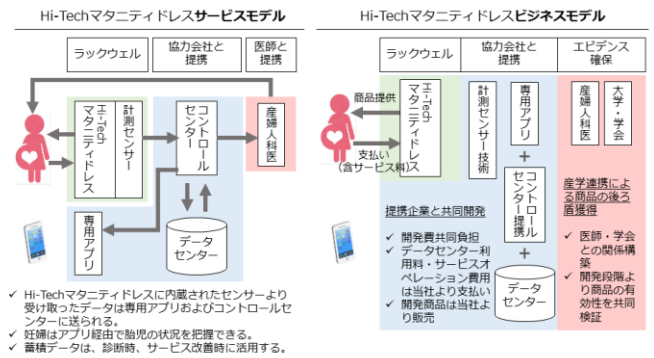 Hi-Techマタニティドレスサービスモデル
ラックウェル
協力会社と
提携
医師と
提携
Hi-Tech
マタニティドレス
計測センサー
コントロール
センター
産婦人科医
専用アプリ
データ
センター
✓ Hi-Techマタニティドレスに内蔵されたセンサーより
受け取ったデータは専用アプリおよびコントロールセ
ンターに送られる。
✓ 妊婦はアプリ経由で胎児の状況を把握できる。
✓ 蓄積データは、診断時、サービス改善時に活用する。
Hi-Techマタニティドレスビジネスモデル
ラックウェル
協力会社と
提携
エビデンス
確保
商品提供
支払い
(含サービス料)
Hi-Tech
マタニティドレス
計測センサー技術
専用アプリ
+
コントロール
センター提携
+
データ
センター
産婦人科医
大学・学会
提携企業と共同開発
✓ 開発費共同負担
✓ データセンター利
用料・サービスオ
ペレーション費用
は当社より支払い
✓ 開発商品は当社よ
り販売
産学連携によ
る商品の後ろ
盾獲得
✓ 医師・学会
との関係構
築
✓ 開発段階よ
り商品の有
効性を共同
検証